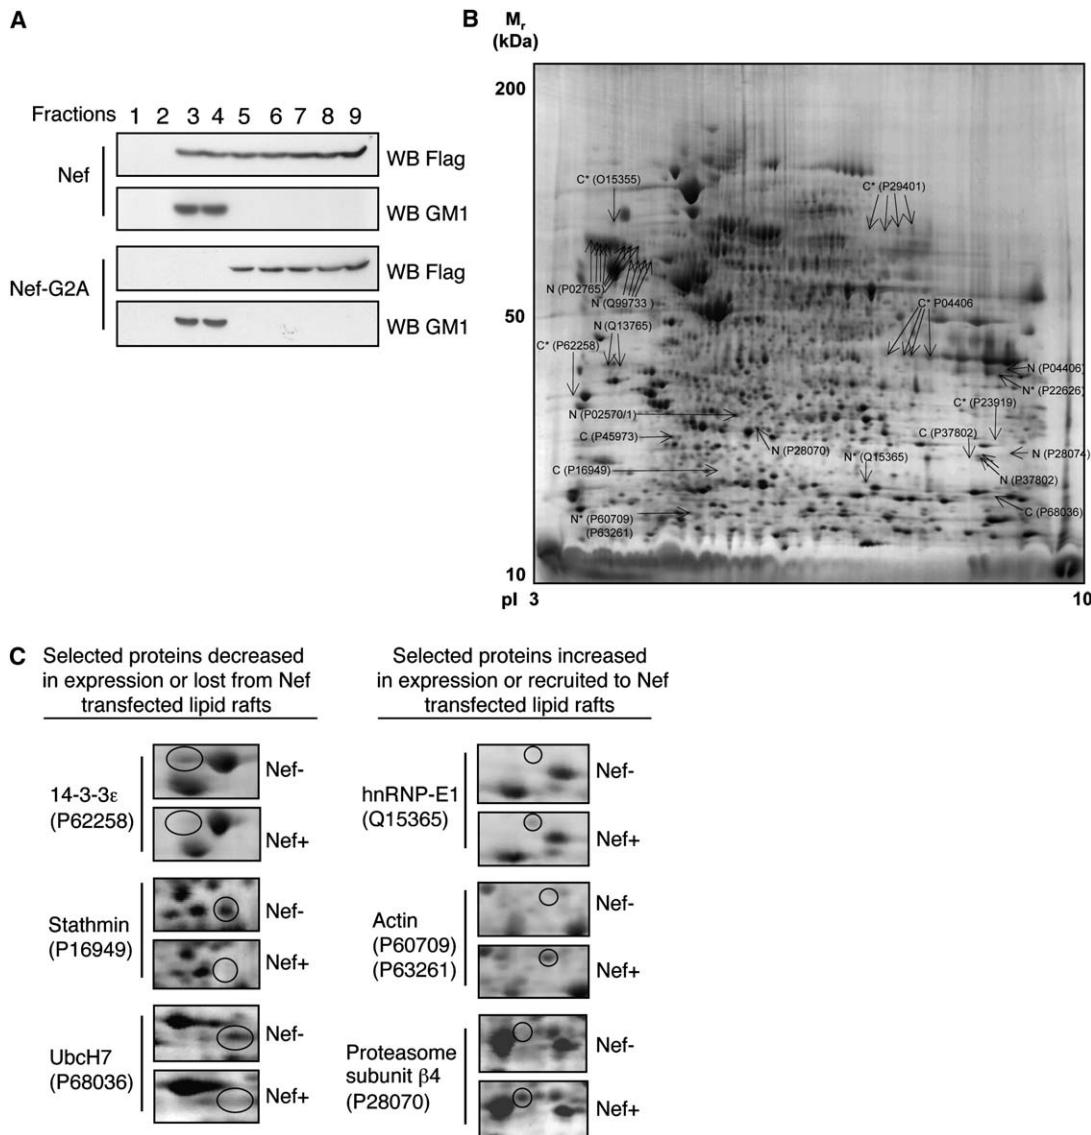 A
Fractions 1 2 3 4 5 6 7 8 9
Nef
WB Flag
WB GM1
Nef-G2A
WB Flag
WB GM1
B
Mr
(kDa)
200
50
10
pI 3
10
C* (O15355)
C* (P29401)
N (P02765)
N (Q99733)
N (Q13765)
C* P04406
C* (P62258)
N (P04406)
N* (P22626)
C* (P23919)
N (P02570/1)
C (P45973)
C (P37802)
N (P28070)
N* (Q15365)
N (P28074)
C (P16949)
N (P37802)
C (P68036)
N* (P60709)
(P63261)
C
Selected proteins decreased
in expression or lost from Nef
transfected lipid rafts
14-3-3ε
(P62258)
Nef-
Nef+
Stathmin
(P16949)
Nef-
Nef+
UbcH7
(P68036)
Nef-
Nef+
Selected proteins increased
in expression or recruited to Nef
transfected lipid rafts
hnRNP-E1
(Q15365)
Nef-
Nef+
Actin
(P60709)
(P63261)
Nef-
Nef+
Proteasome
subunit β4
(P28070)
Nef-
Nef+